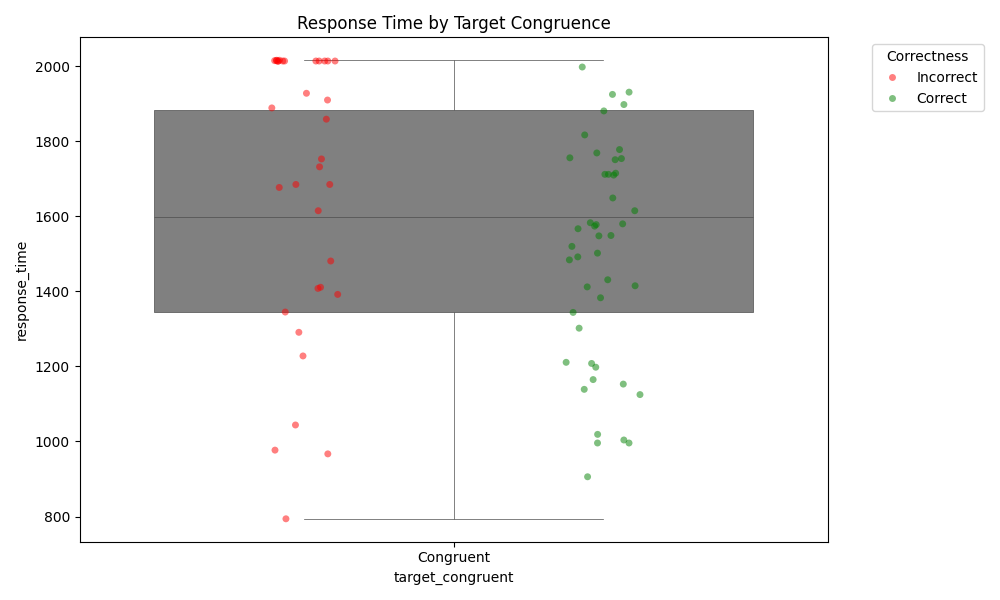 Response Time by Target Congruence
Correctness
Incorrect
Correct
response_time
2000
1800
1600
1400
1200
1000
800
Congruent
target_congruent